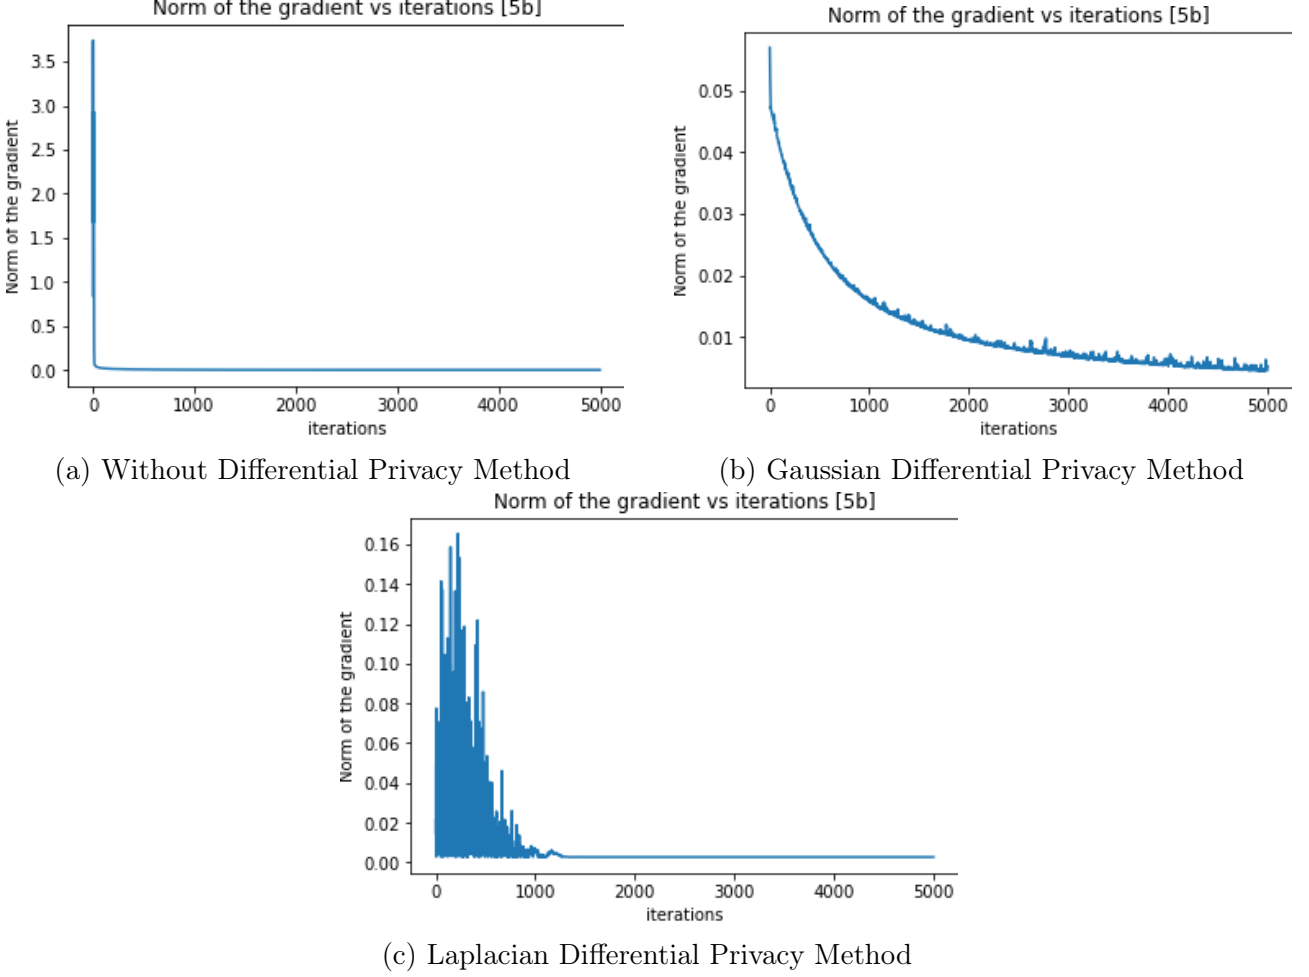 Norm of the gradient vs iterations [5b]
Norm of the gradient
3.5
3.0
2.5
2.0
1.5
1.0
0.5
0.0
0 1000 2000 3000 4000 5000
iterations
(a) Without Differential Privacy Method
Norm of the gradient vs iterations [5b]
Norm of the gradient
0.05
0.04
0.03
0.02
0.01
0 1000 2000 3000 4000 5000
iterations
(b) Gaussian Differential Privacy Method
Norm of the gradient vs iterations [5b]
Norm of the gradient
0.16
0.14
0.12
0.10
0.08
0.06
0.04
0.02
0.00
0 1000 2000 3000 4000 5000
iterations
(c) Laplacian Differential Privacy Method